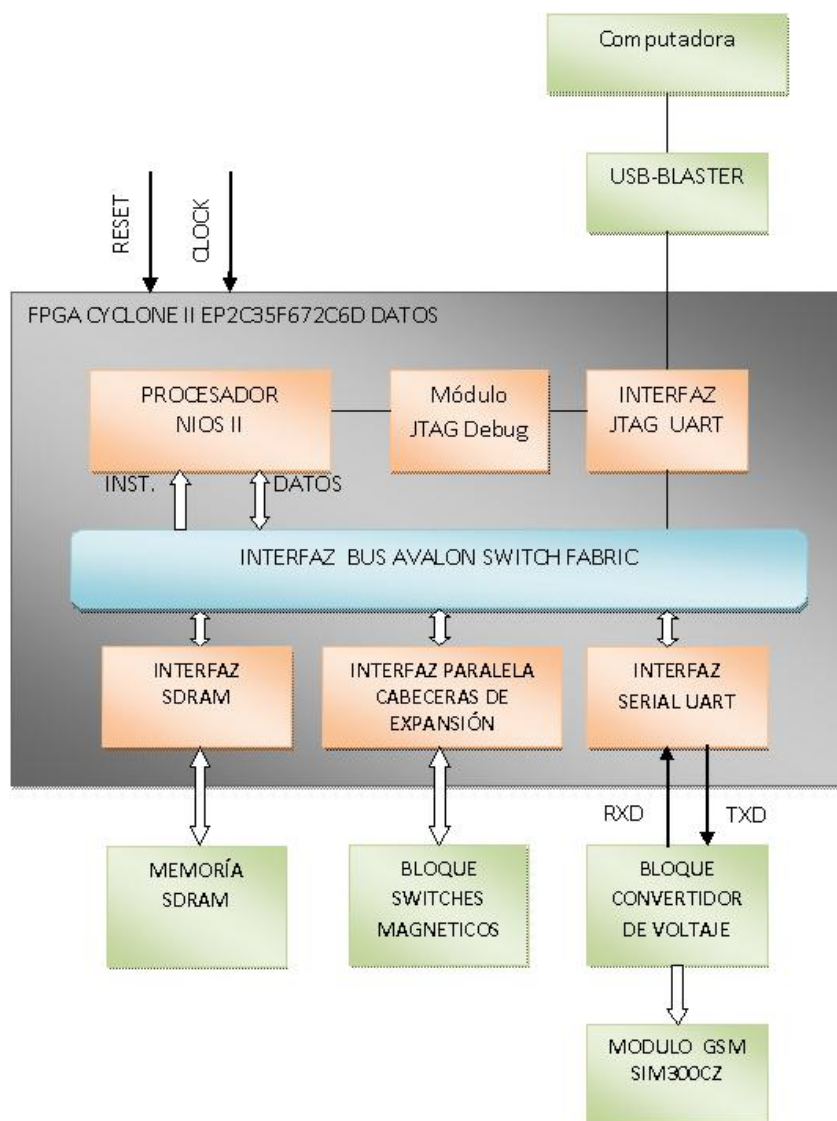 Computadora
USB-BLASTER
RESET
CLOCK
FPGA CYCLONE II EP2C35F672C6D DATOS
PROCESADOR
NIOS II
Módulo
JTAG Debug
INTERFAZ
JTAG UART
INST.
DATOS
INTERFAZ BUS AVALON SWITCH FABRIC
INTERFAZ
SDRAM
INTERFAZ PARALELA
CABECERAS DE
EXPANSIÓN
INTERFAZ
SERIAL UART
RXD
TXD
MEMORÍA
SDRAM
BLOQUE
SWITCHES
MAGNETICOS
BLOQUE
CONVERTIDOR
DE VOLTAJE
MODULO GSM
SIM300CZ